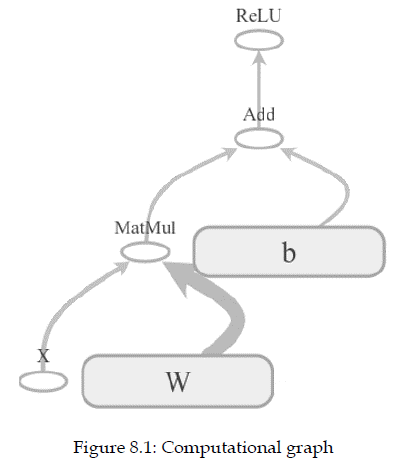 ReLU
Add
MatMul
b
X
W
Figure 8.1: Computational graph